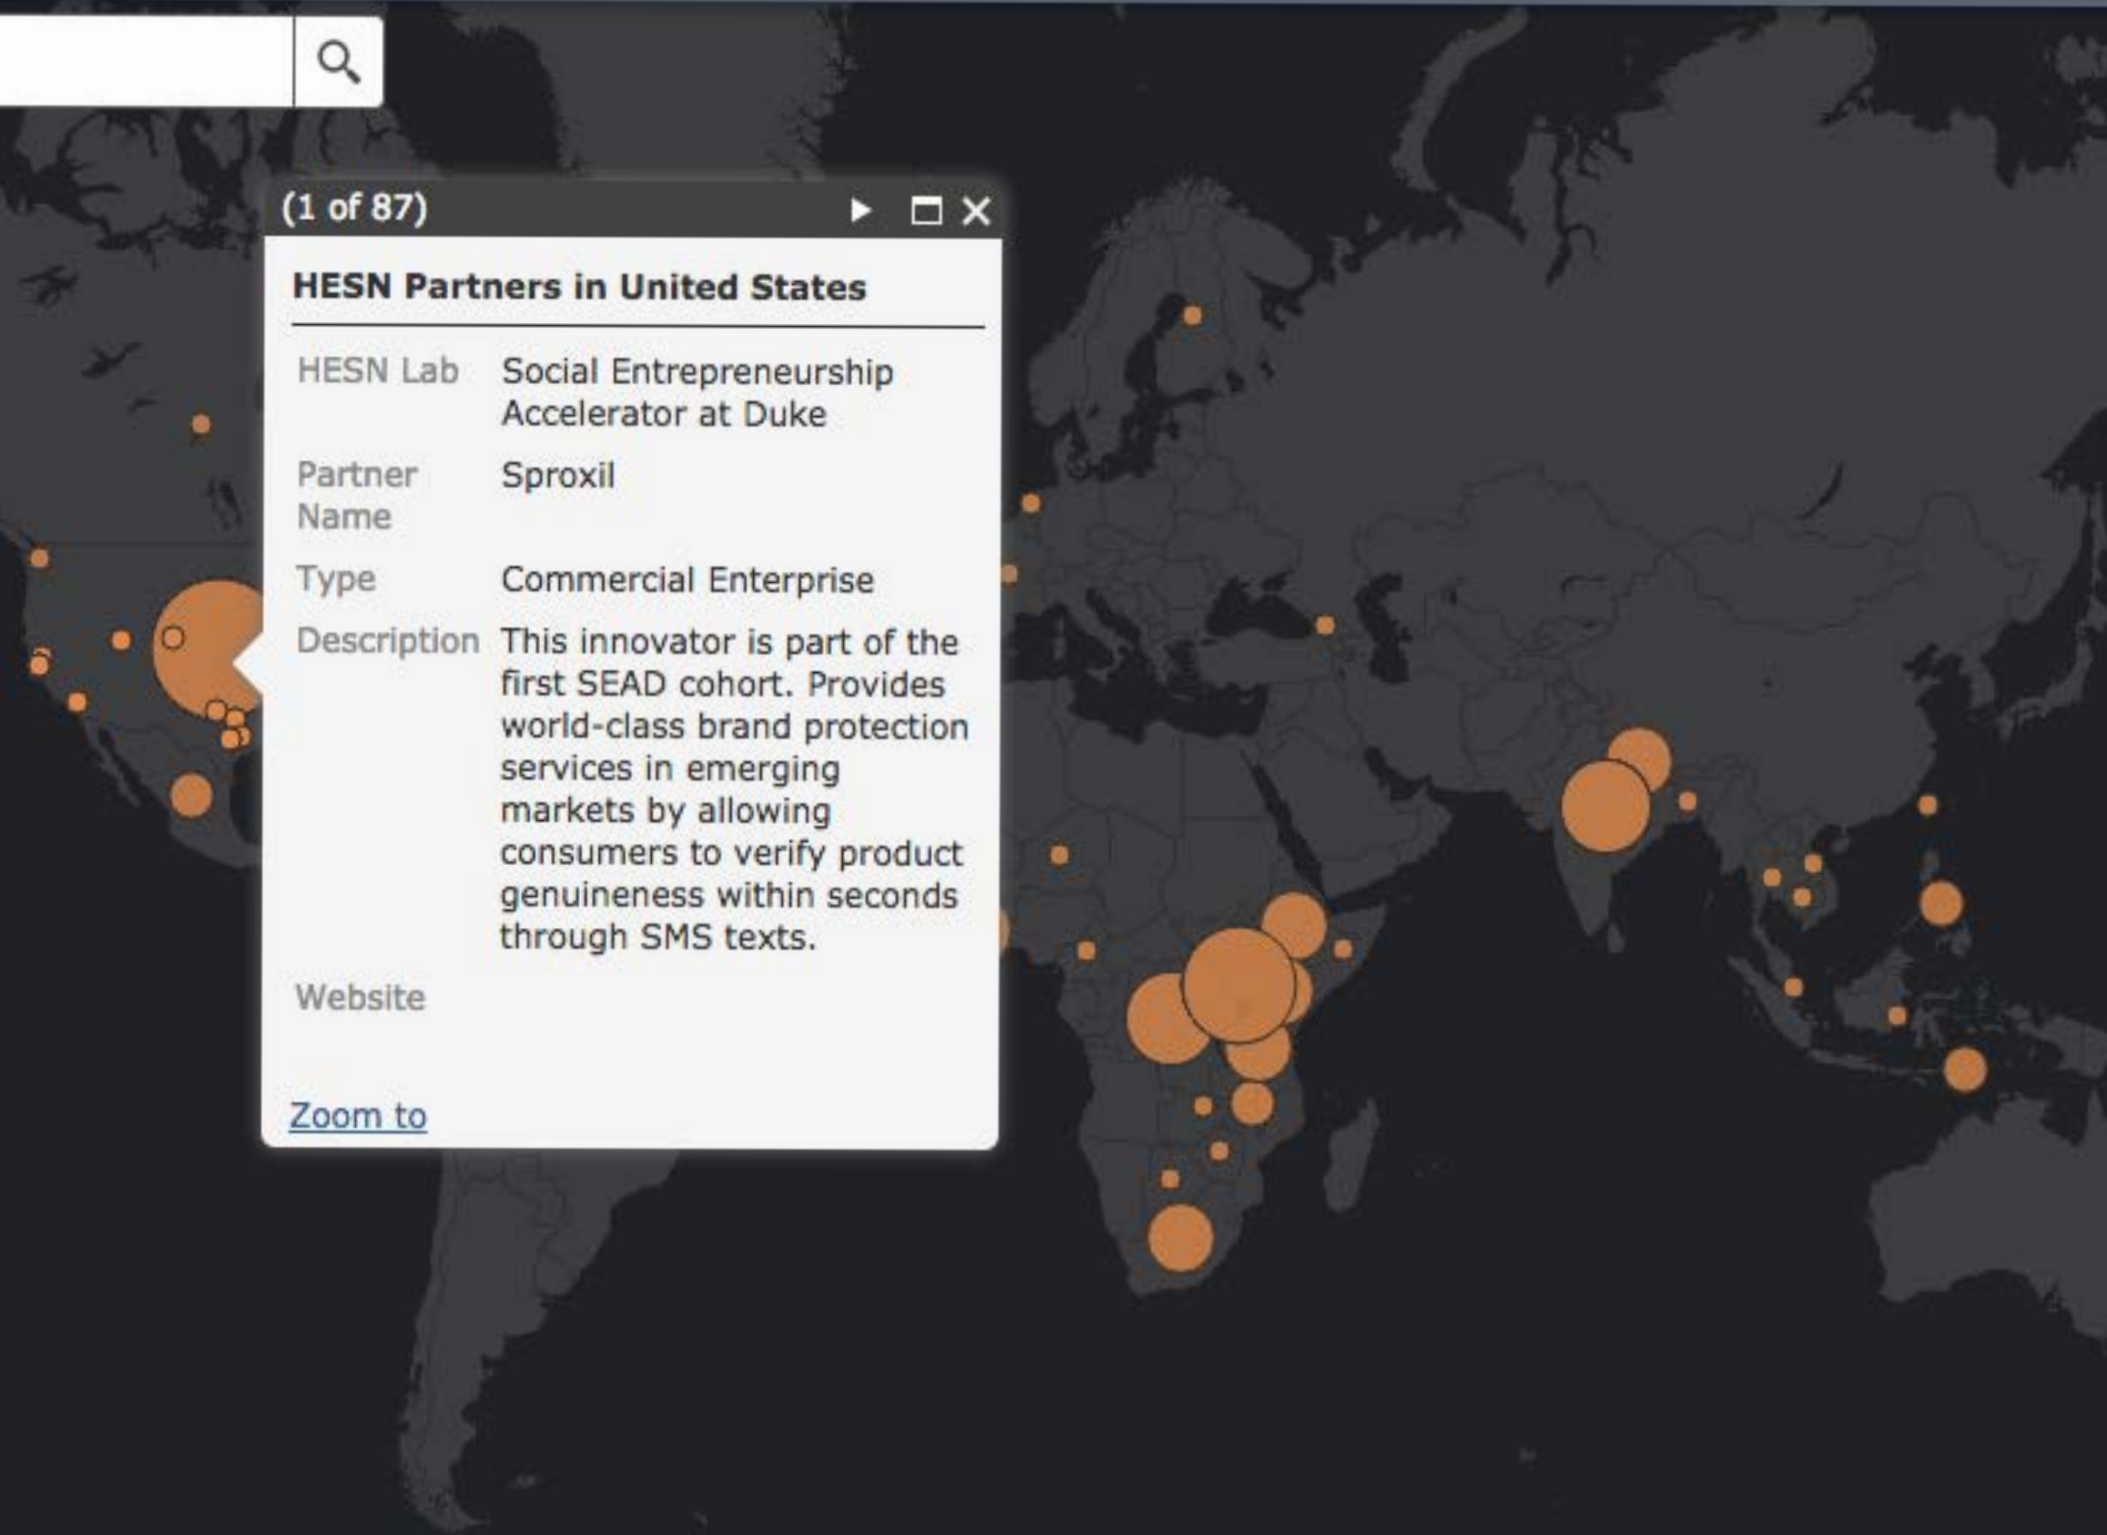 (1 of 87)
HESN Partners in United States
HESN Lab
Social Entrepreneurship
Accelerator at Duke
Partner
Name
Sproxil
Type
Commercial Enterprise
Description
This innovator is part of the
first SEAD cohort. Provides
world-class brand protection
services in emerging
markets by allowing
consumers to verify product
genuineness within seconds
through SMS texts.
Website
Zoom to